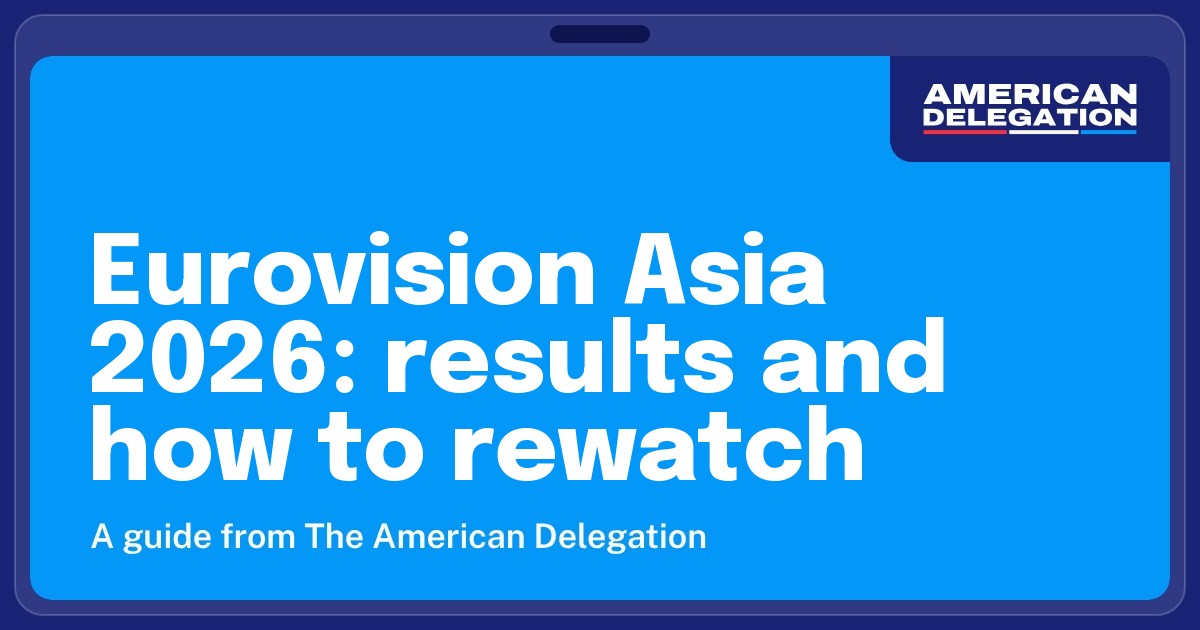 AMERICAN
DELEGATION
Eurovision Asia
2026: results and
how to rewatch
A guide from The American Delegation